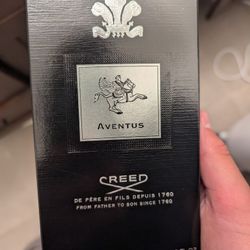 AVENTUS
CREED
DE PÈRE EN FILS DEPUIS 1760
FROM FATHER TO SON SINCE 1760